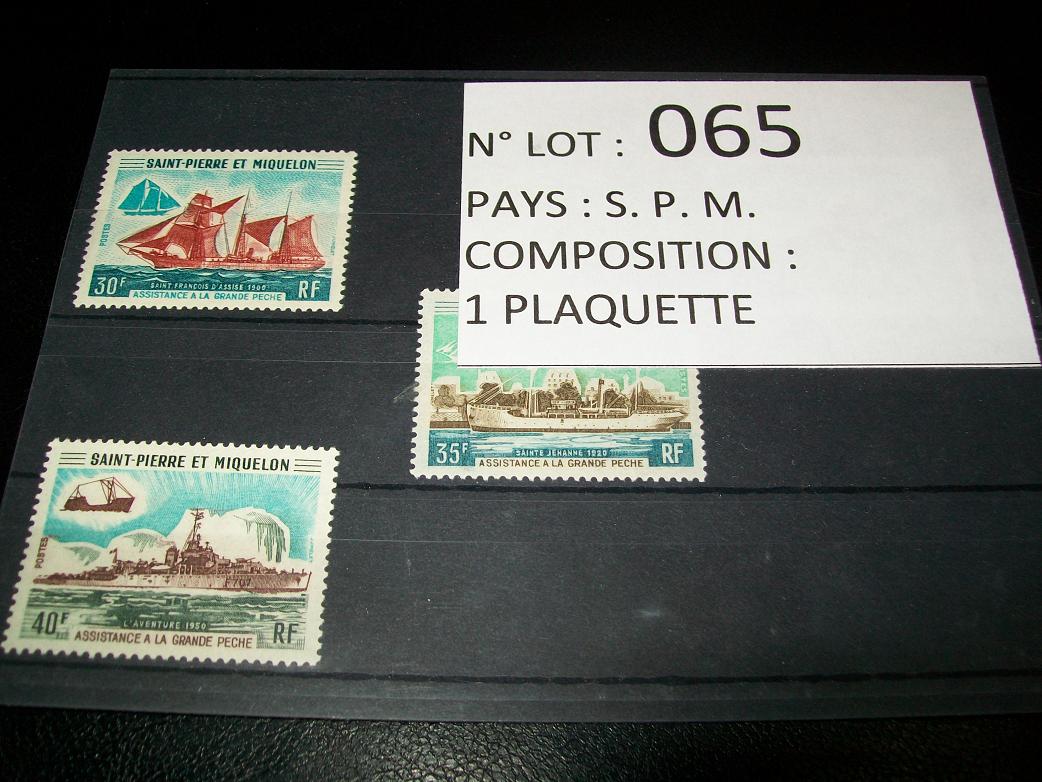 N° LOT : 065
PAYS : S. P. M.
COMPOSITION :
1 PLAQUETTE
SAINT-PIERRE ET MIQUELON
POSTES
SAINT FRANÇOIS D'ASSISE 1900
30F RF
ASSISTANCE A LA GRANDE PECHE
35F SAINTE JEHANNE 1920 RF
ASSISTANCE A LA GRANDE PECHE
SAINT-PIERRE ET MIQUELON
POSTES
F707
L'AVENTURE 1950
40F RF
ASSISTANCE A LA GRANDE PECHE